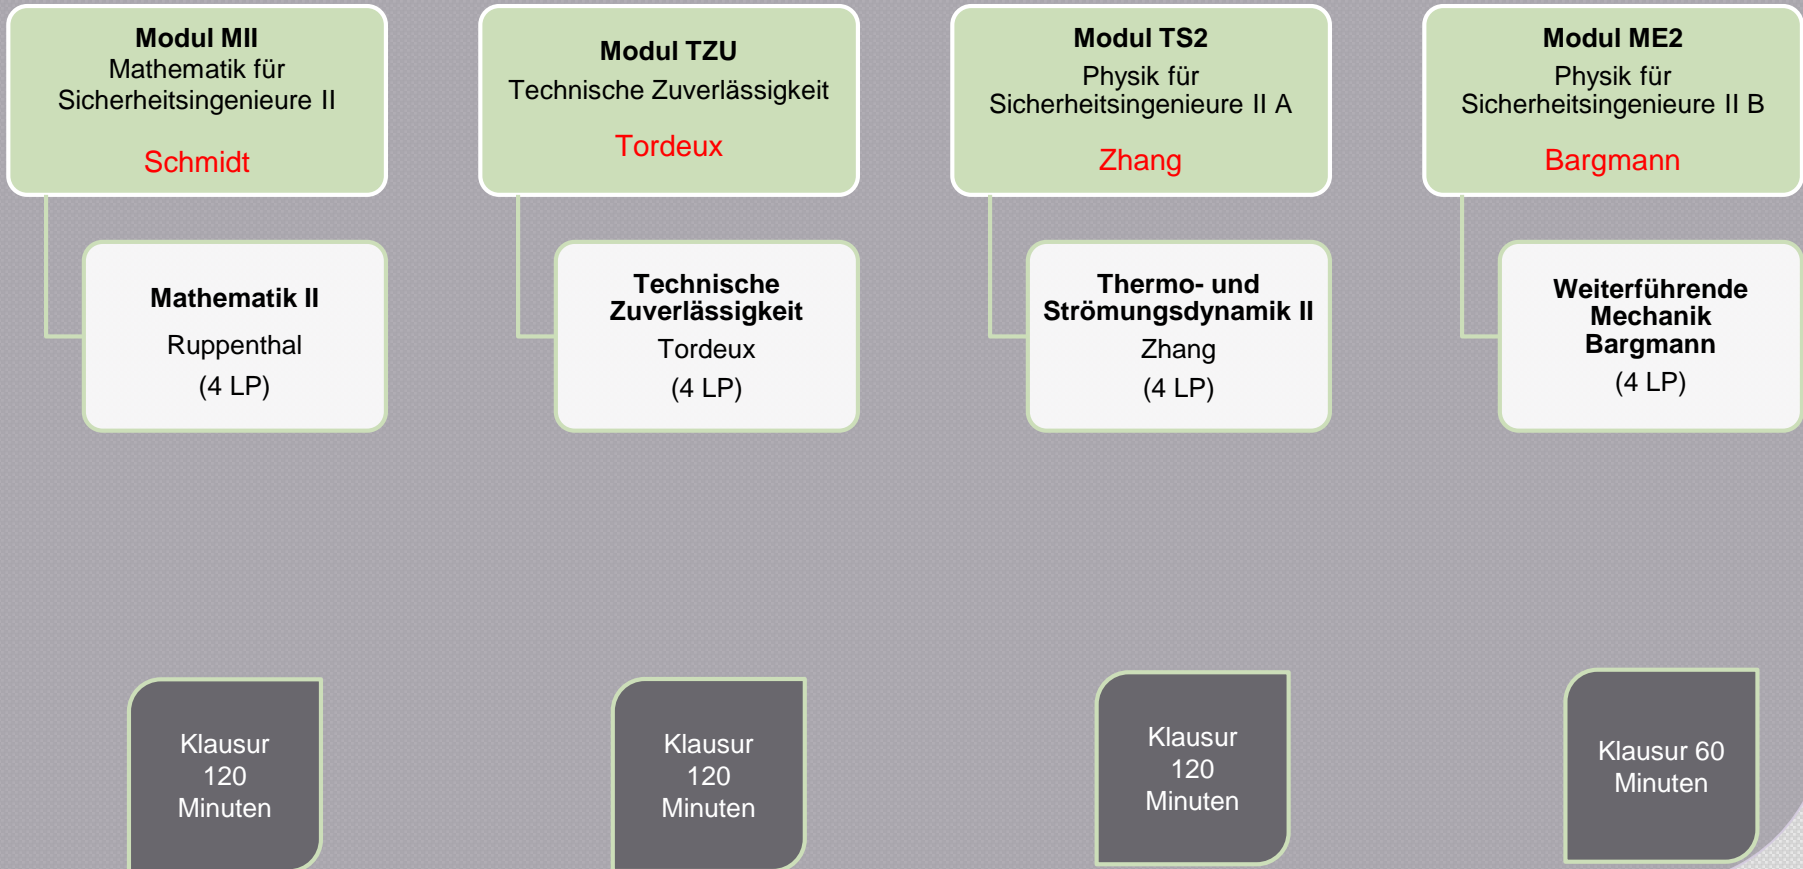 Modul MII
Mathematik für
Sicherheitsingenieure II
Schmidt
Mathematik II
Ruppenthal
(4 LP)
Klausur
120
Minuten
Modul TZU
Technische Zuverlässigkeit
Tordeux
Technische
Zuverlässigkeit
Tordeux
(4 LP)
Klausur
120
Minuten
Modul TS2
Physik für
Sicherheitsingenieure II A
Zhang
Thermo- und
Strömungsdynamik II
Zhang
(4 LP)
Klausur
120
Minuten
Modul ME2
Physik für
Sicherheitsingenieure II B
Bargmann
Weiterführende
Mechanik
Bargmann
(4 LP)
Klausur 60
Minuten